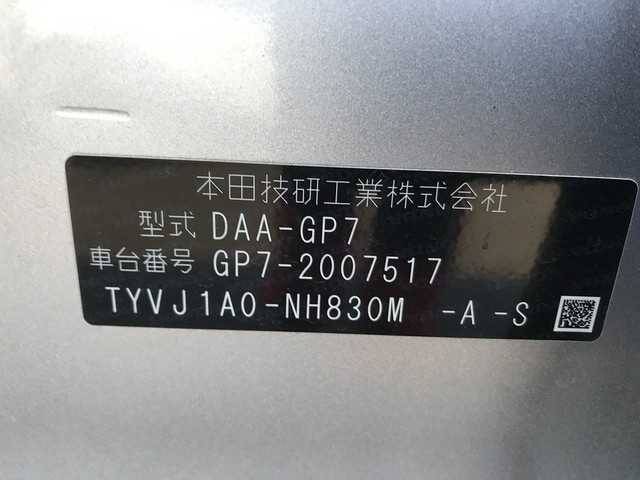 本田技研工業株式会社
型式 DAA-GP7
車台番号 GP7-2007517
TYVJ1A0-NH830M -A -S